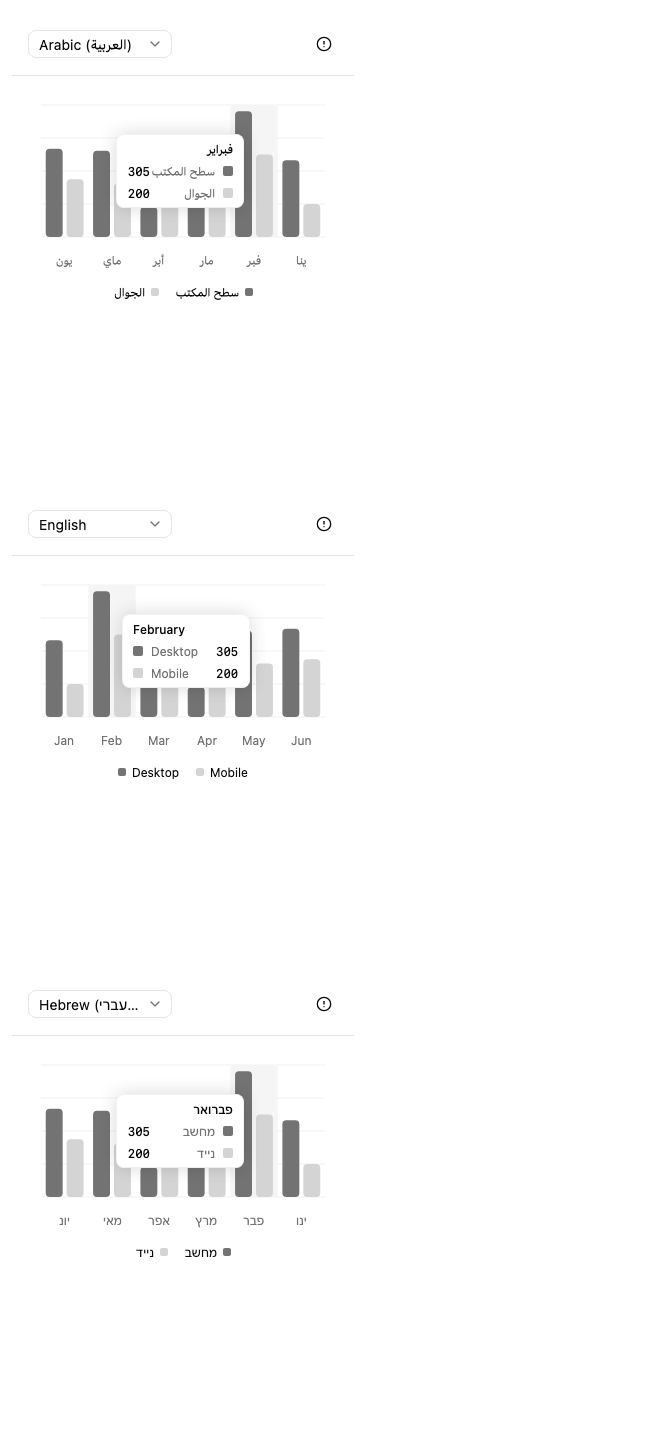 Arabic (العربية)
فبراير
سطح المكتب 305
الجوال 200
ينا فبر مار أبر ماي يون
سطح المكتب الجوال
English
February
Desktop 305
Mobile 200
Jan Feb Mar Apr May Jun
Desktop Mobile
Hebrew (עברי...
פברואר
מחשב 305
נייד 200
ינו פבר מרץ אפר מאי יונ
מחשב נייד